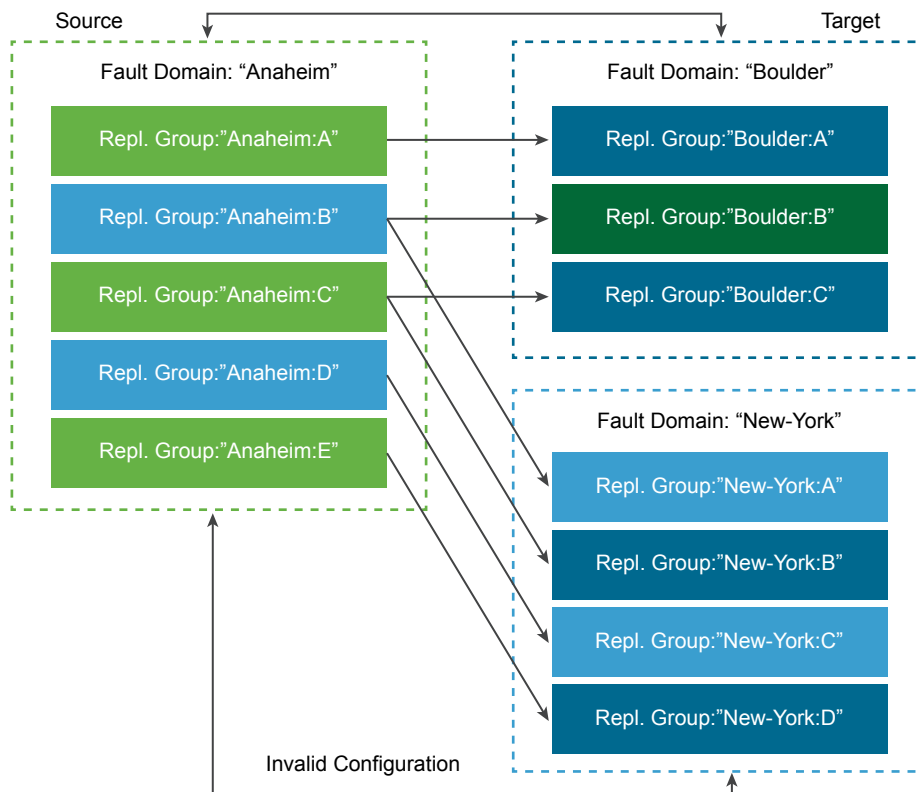 Source
Target
Fault Domain: “Anaheim”
Repl. Group:”Anaheim:A”
Repl. Group:”Anaheim:B”
Repl. Group:”Anaheim:C”
Repl. Group:”Anaheim:D”
Repl. Group:”Anaheim:E”
Fault Domain: “Boulder”
Repl. Group:”Boulder:A”
Repl. Group:”Boulder:B”
Repl. Group:”Boulder:C”
Fault Domain: “New-York”
Repl. Group:”New-York:A”
Repl. Group:”New-York:B”
Repl. Group:”New-York:C”
Repl. Group:”New-York:D”
Invalid Configuration